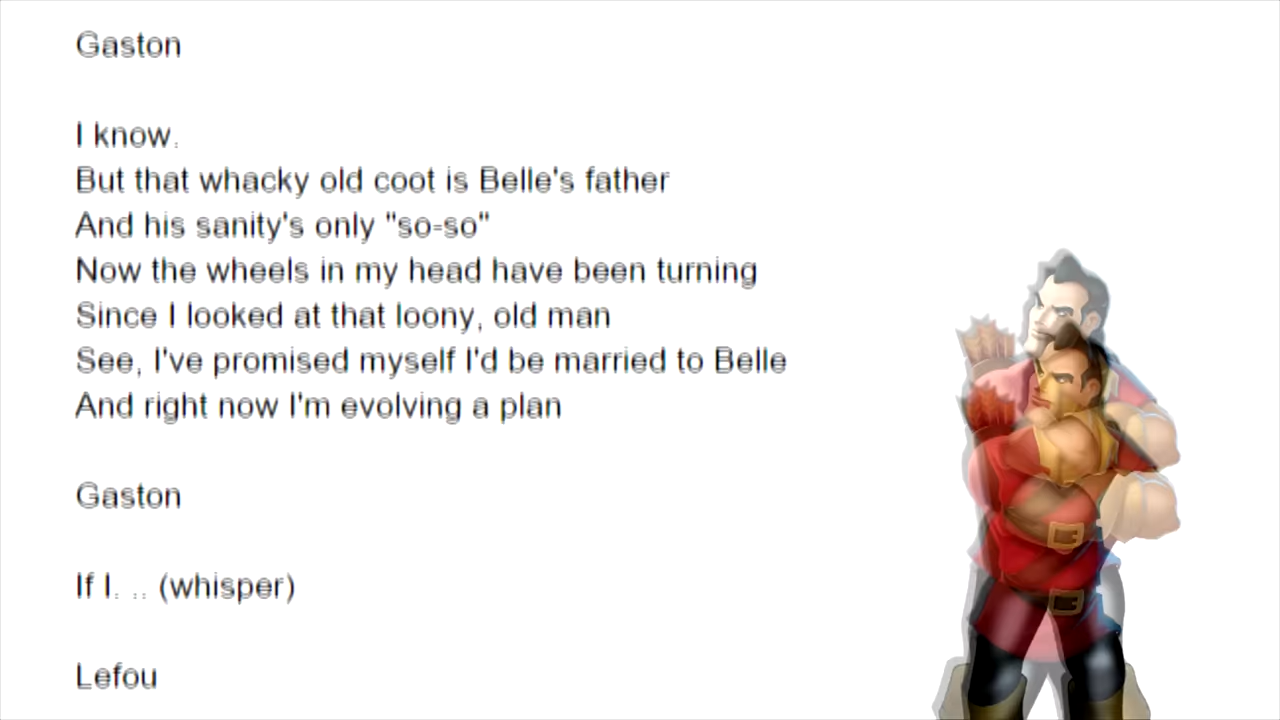 Gaston
I know.
But that whacky old coot is Belle's father
And his sanity's only "so-so"
Now the wheels in my head have been turning
Since I looked at that loony, old man
See, I've promised myself I'd be married to Belle
And right now I'm evolving a plan
Gaston
If I. .. (whisper)
Lefou